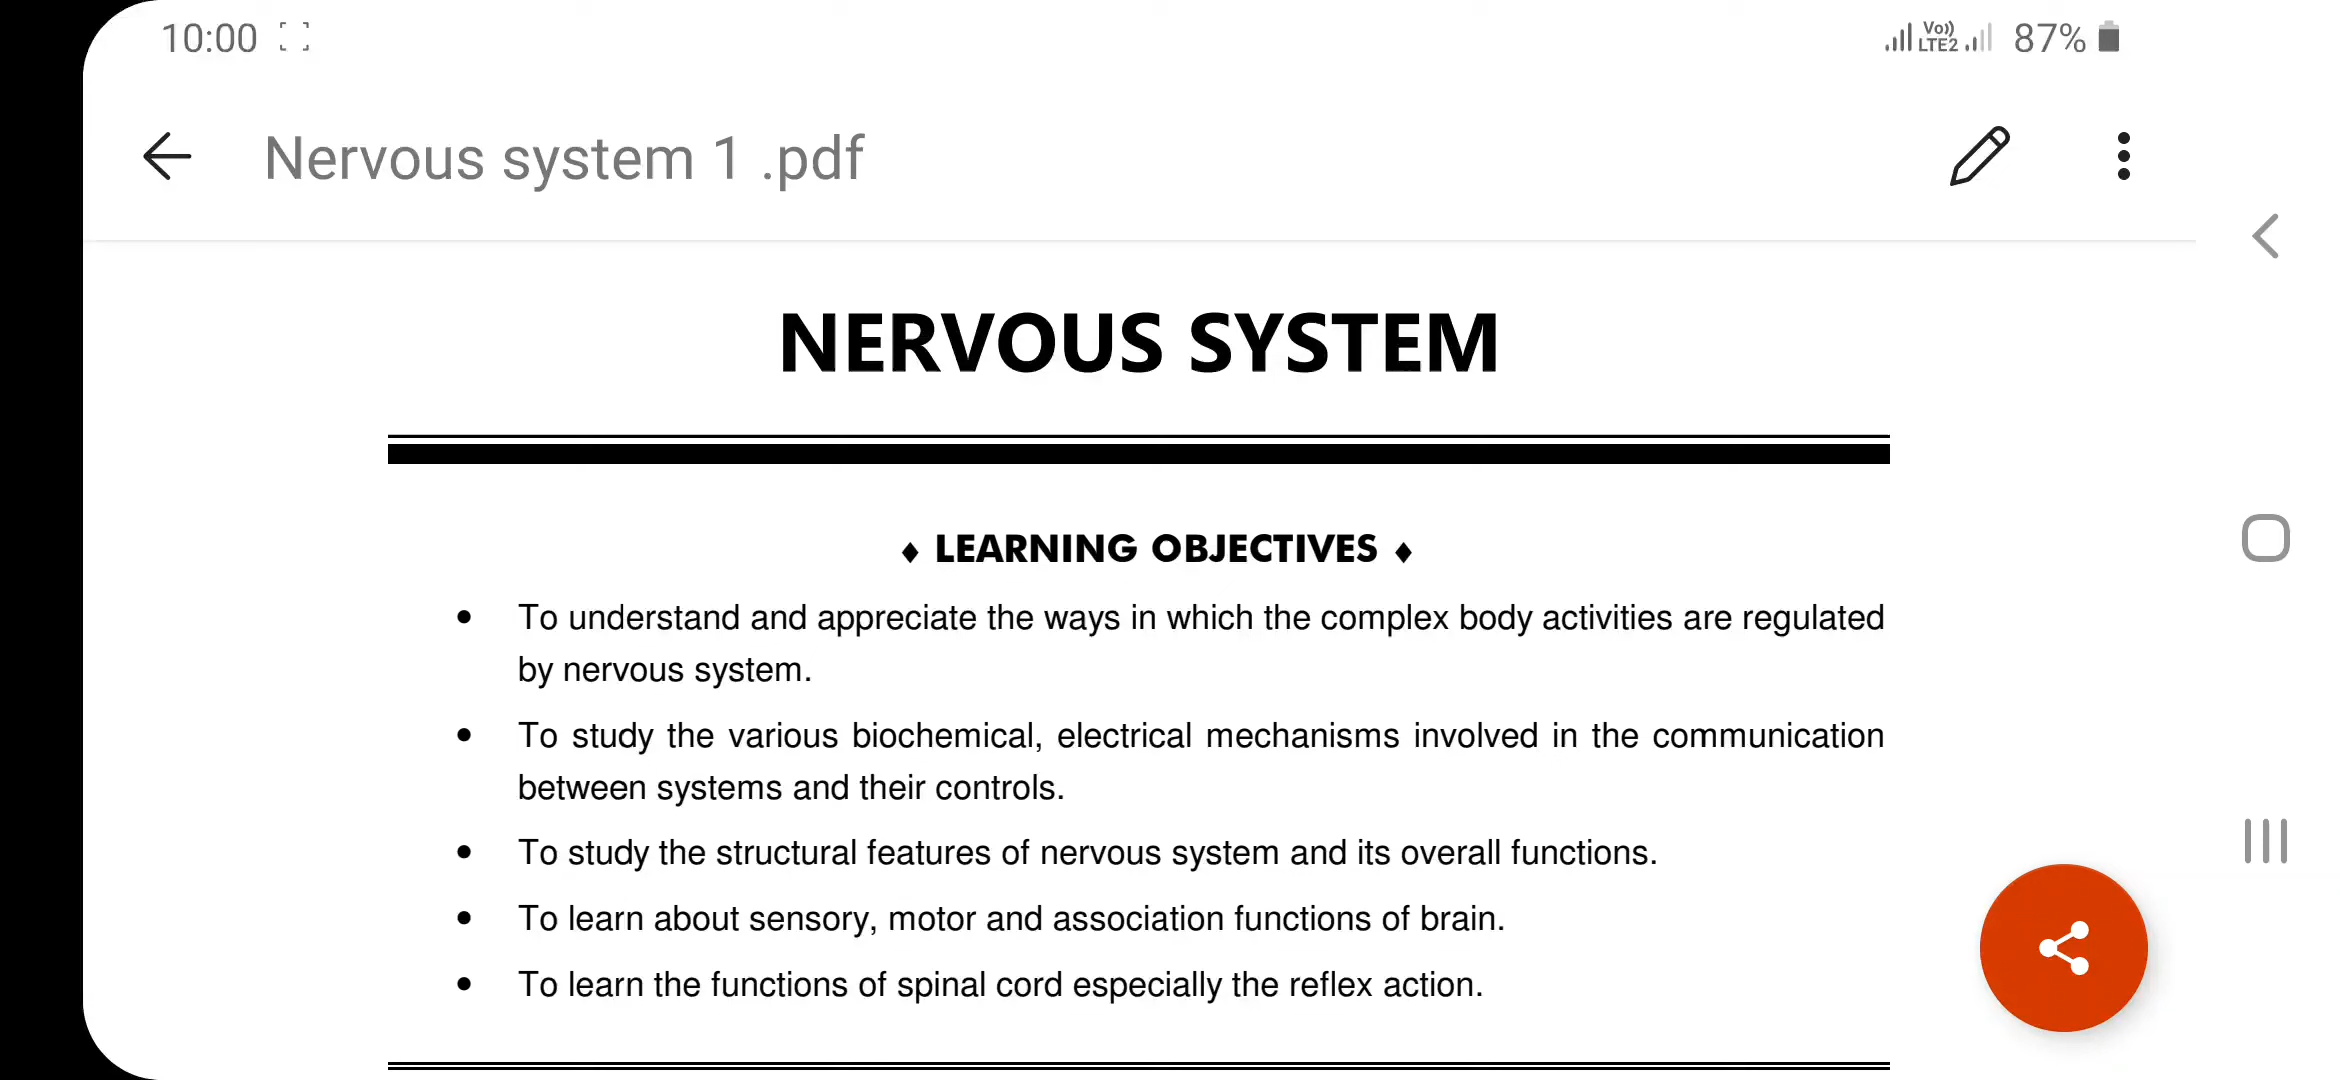 10:00
Vo)) LTE2 87%
Nervous system 1 .pdf
NERVOUS SYSTEM
♦ LEARNING OBJECTIVES ♦
• To understand and appreciate the ways in which the complex body activities are regulated
by nervous system.
• To study the various biochemical, electrical mechanisms involved in the communication
between systems and their controls.
• To study the structural features of nervous system and its overall functions.
• To learn about sensory, motor and association functions of brain.
• To learn the functions of spinal cord especially the reflex action.